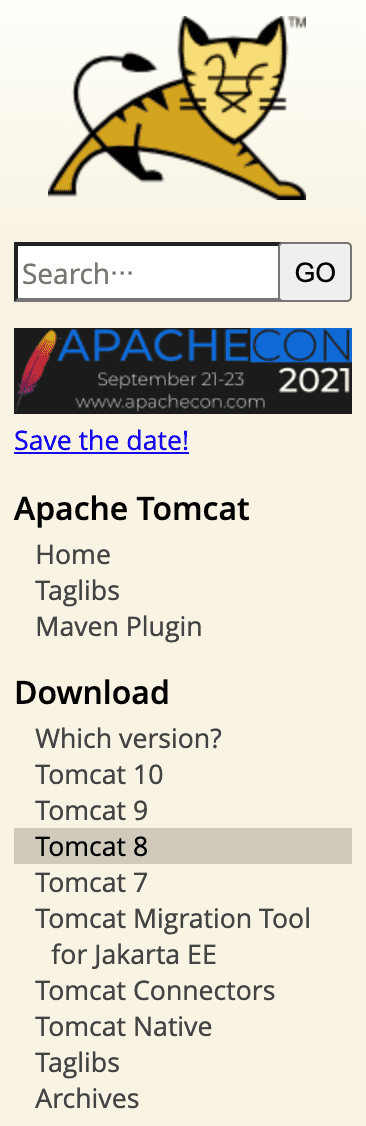 TM
Search...
GO
APACHECON
September 21-23
2021
www.apachecon.com
Save the date!
Apache Tomcat
Home
Taglibs
Maven Plugin
Download
Which version?
Tomcat 10
Tomcat 9
Tomcat 8
Tomcat 7
Tomcat Migration Tool
for Jakarta EE
Tomcat Connectors
Tomcat Native
Taglibs
Archives